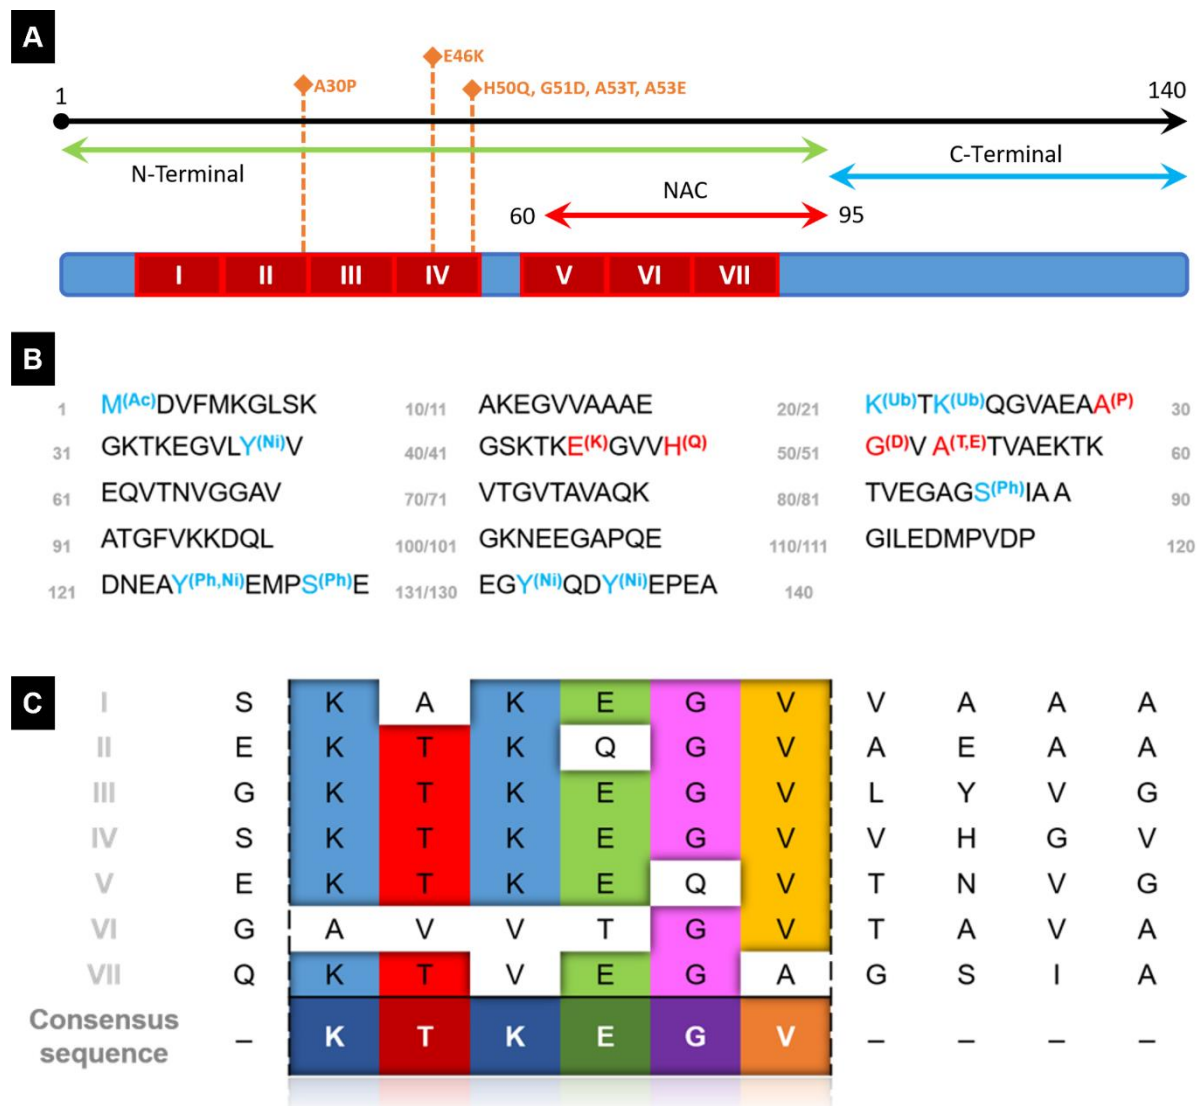 A
E46K
A30P
H50Q, G51D, A53T, A53E
1
140
N-Terminal
C-Terminal
NAC
60
95
I II III IV V VI VII
B
1 M(Ac)DVFMKGLSK 10/11 AKEGVVAAAE 20/21 K(Ub)TK(Ub)QGVAEAA(P) 30
31 GKTKEGVLY(Ni)V 40/41 GSKTKE(K)GVVH(Q) 50/51 G(D)V A(T,E)TVAEKTK 60
61 EQVTNVGGAV 70/71 VTGVTAVAQK 80/81 TVEGAGS(Ph)IA A 90
91 ATGFVKKDQL 100/101 GKNEEGAPQE 110/111 GILEDMPVDP 120
121 DNEAY(Ph,Ni)EMPS(Ph)E 131/130 EGY(Ni)QDY(Ni)EPEA 140
C
I S K A K E G V V A A A
II E K T K Q G V A E A A
III G K T K E G V L Y V G
IV S K T K E G V V H G V
V E K T K E Q V T N V G
VI G A V V T G V T A V A
VII Q K T V E G A G S I A
Consensus
sequence
– K T K E G V – – – –